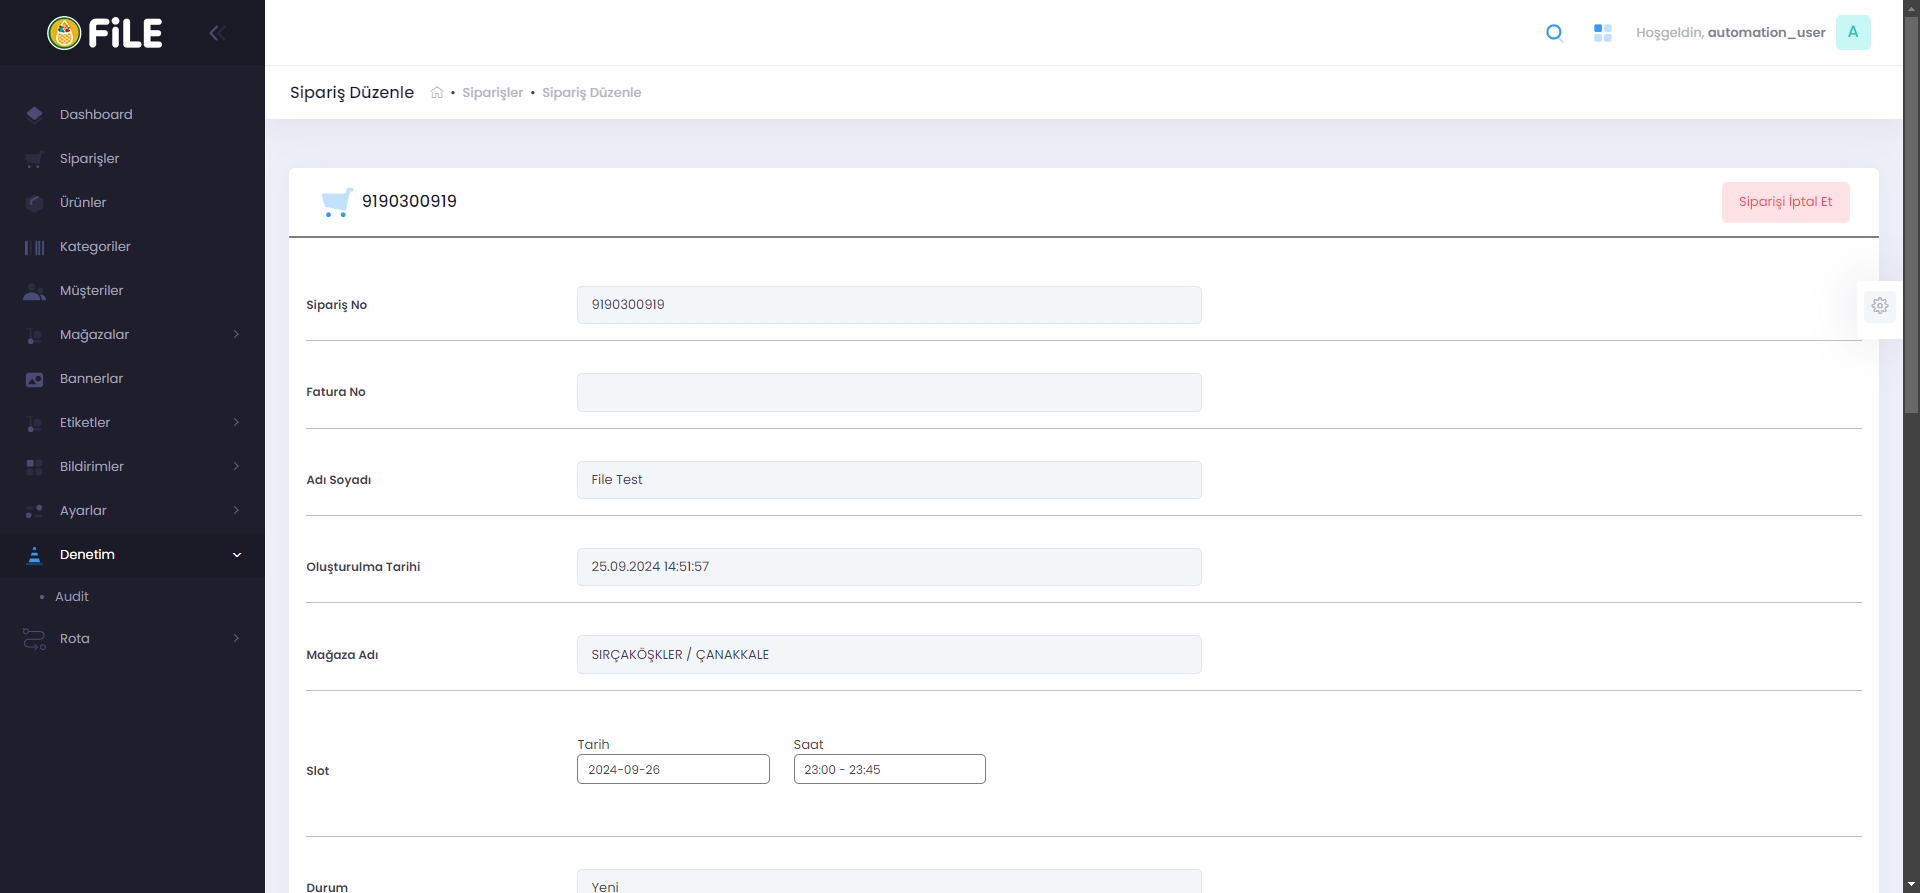 FiLE
Hoşgeldin, automation_user
A
Sipariş Düzenle
Siparişler • Sipariş Düzenle
Dashboard
Siparişler
Ürünler
Kategoriler
Müşteriler
Mağazalar
Bannerlar
Etiketler
Bildirimler
Ayarlar
Denetim
Audit
Rota
9190300919
Siparişi İptal Et
Sipariş No
9190300919
Fatura No
Adı Soyadı
File Test
Oluşturulma Tarihi
25.09.2024 14:51:57
Mağaza Adı
SIRÇAKÖŞKLER / ÇANAKKALE
Slot
Tarih
2024-09-26
Saat
23:00 - 23:45
Durum
Yeni